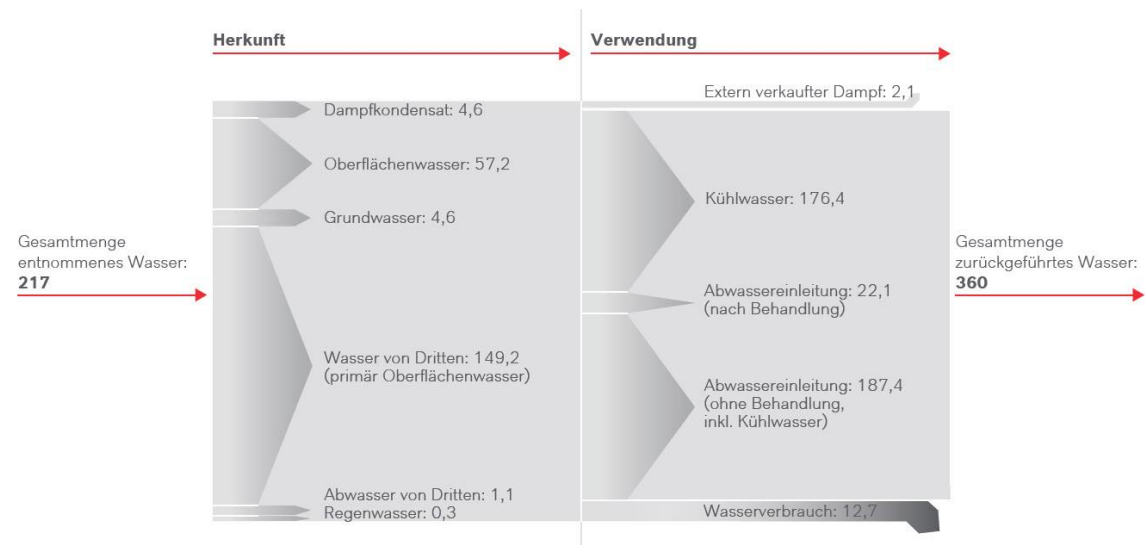 Herkunft
Verwendung
Extern verkaufter Dampf: 2,1
Dampfkondensat: 4,6
Oberflächenwasser: 57,2
Kühlwasser: 176,4
Grundwasser: 4,6
Gesamtmenge
entnommenes Wasser:
217
Gesamtmenge
zurückgeführtes Wasser:
360
Abwassereinleitung: 22,1
(nach Behandlung)
Wasser von Dritten: 149,2
(primär Oberflächenwasser)
Abwassereinleitung: 187,4
(ohne Behandlung,
inkl. Kühlwasser)
Abwasser von Dritten: 1,1
Regenwasser: 0,3
Wasserverbrauch: 12,7